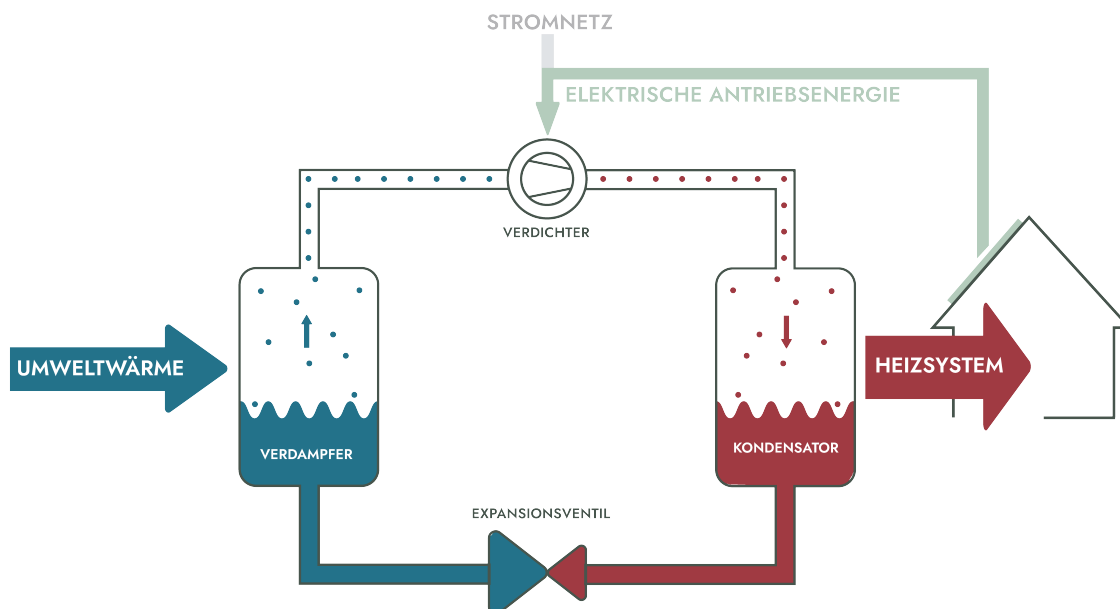 STROMNETZ
ELEKTRISCHE ANTRIEBSENERGIE
VERDICHTER
UMWELTWÄRME
HEIZSYSTEM
VERDAMPFER
KONDENSATOR
EXPANSIONSVENTIL